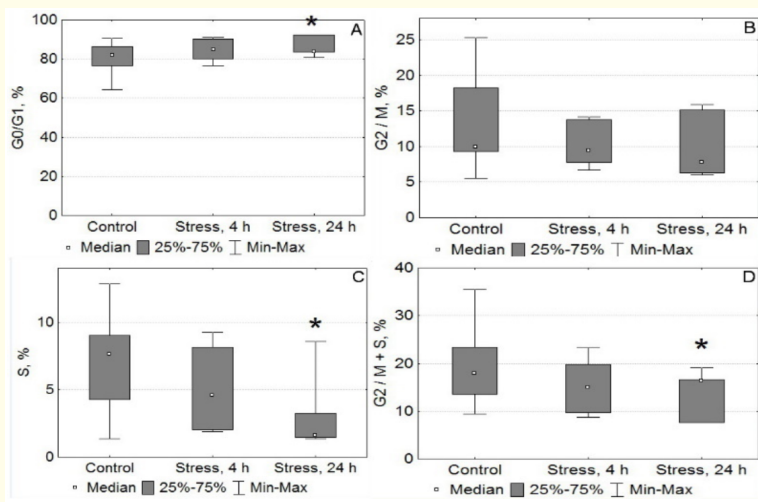 A
G0/G1, %
100
80
60
40
20
0
*
Control Stress, 4 h Stress, 24 h
Median 25%-75% Min-Max
B
G2 / M, %
25
20
15
10
5
0
Control Stress, 4 h Stress, 24 h
Median 25%-75% Min-Max
C
S, %
10
5
0
*
Control Stress, 4 h Stress, 24 h
Median 25%-75% Min-Max
D
G2 / M + S, %
40
30
20
10
0
*
Control Stress, 4 h Stress, 24 h
Median 25%-75% Min-Max